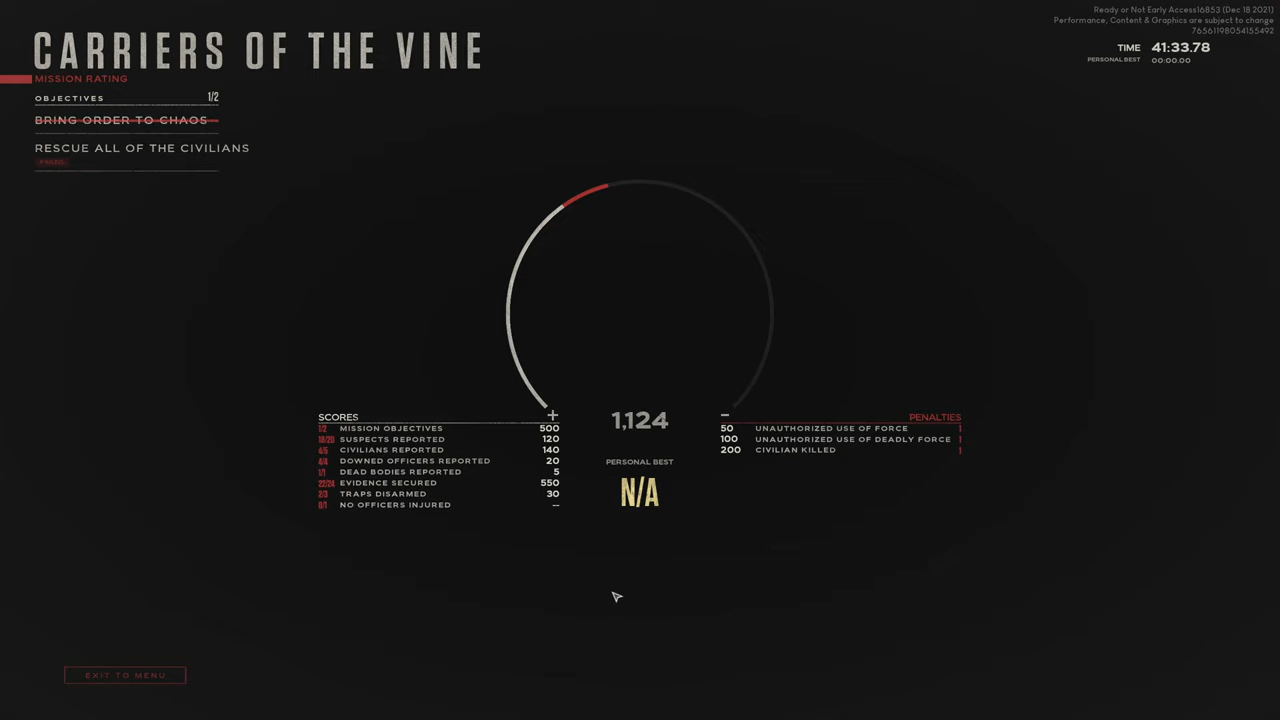 Ready or Not Early Access16853 (Dec 18 2021)
Performance, Content & Graphics are subject to change
76561198054155492
CARRIERS OF THE VINE
TIME 41:33.78
PERSONAL BEST 00:00.00
MISSION RATING
OBJECTIVES 1/2
BRING ORDER TO CHAOS
RESCUE ALL OF THE CIVILIANS
FAILED
SCORES +
1/2 MISSION OBJECTIVES 500
19/20 SUSPECTS REPORTED 120
4/5 CIVILIANS REPORTED 140
4/4 DOWNED OFFICERS REPORTED 20
1/1 DEAD BODIES REPORTED 5
22/24 EVIDENCE SECURED 550
2/3 TRAPS DISARMED 30
0/1 NO OFFICERS INJURED --
1,124
PERSONAL BEST
N/A
− PENALTIES
50 UNAUTHORIZED USE OF FORCE 1
100 UNAUTHORIZED USE OF DEADLY FORCE 1
200 CIVILIAN KILLED 1
EXIT TO MENU